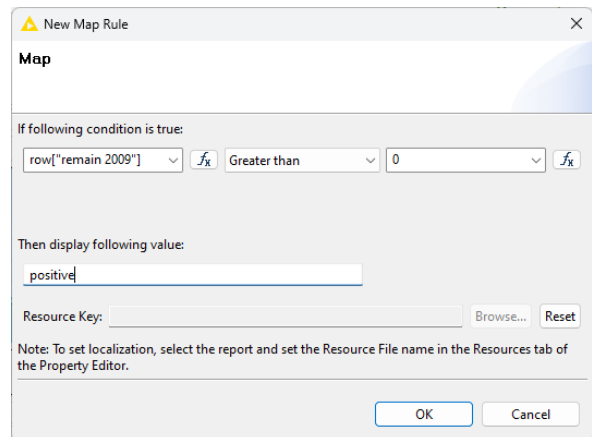 New Map Rule
Map
If following condition is true:
row["remain 2009"] fx Greater than 0 fx
Then display following value:
positive
Resource Key: Browse... Reset
Note: To set localization, select the report and set the Resource File name in the Resources tab of
the Property Editor.
OK Cancel